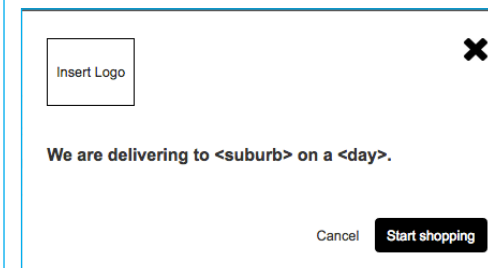 Insert Logo
We are delivering to <suburb> on a <day>.
Cancel
Start shopping